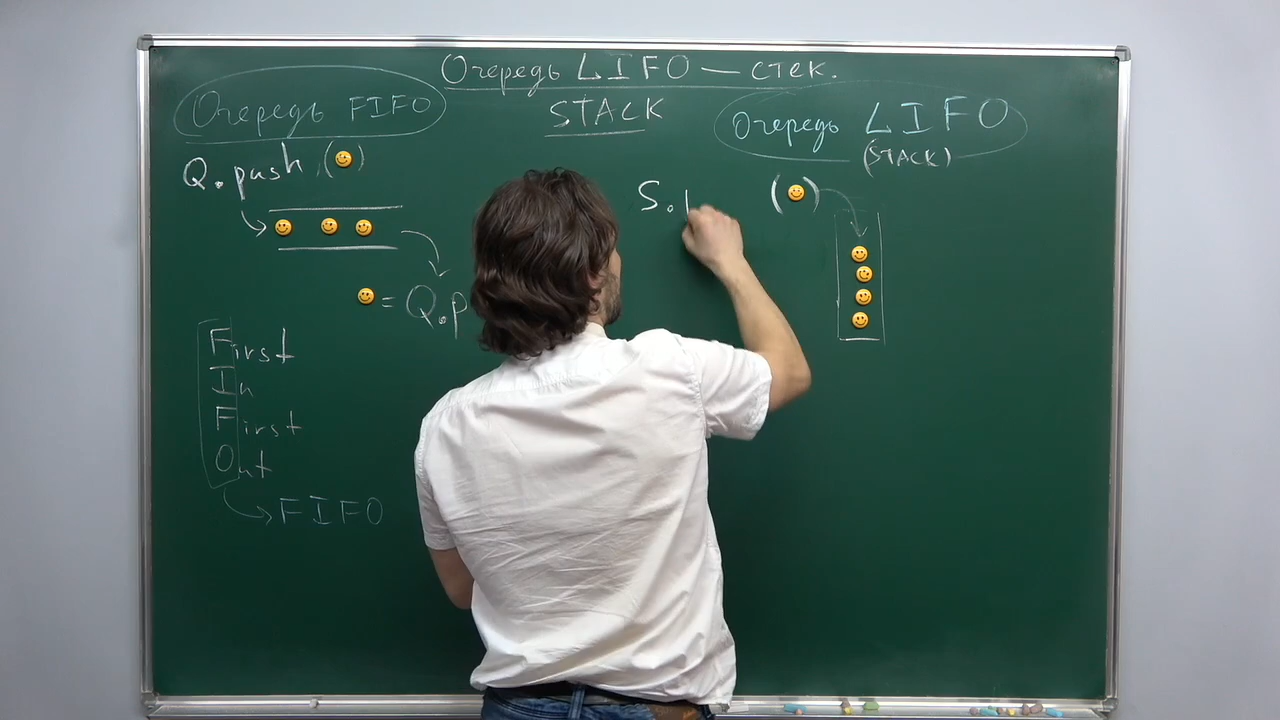 Очередь LIFO — стек.
STACK
Очередь FIFO
Q.push (
)
= Q.p
First
In
First
Out
FIFO
Очередь LIFO
(STACK)
S.
( )